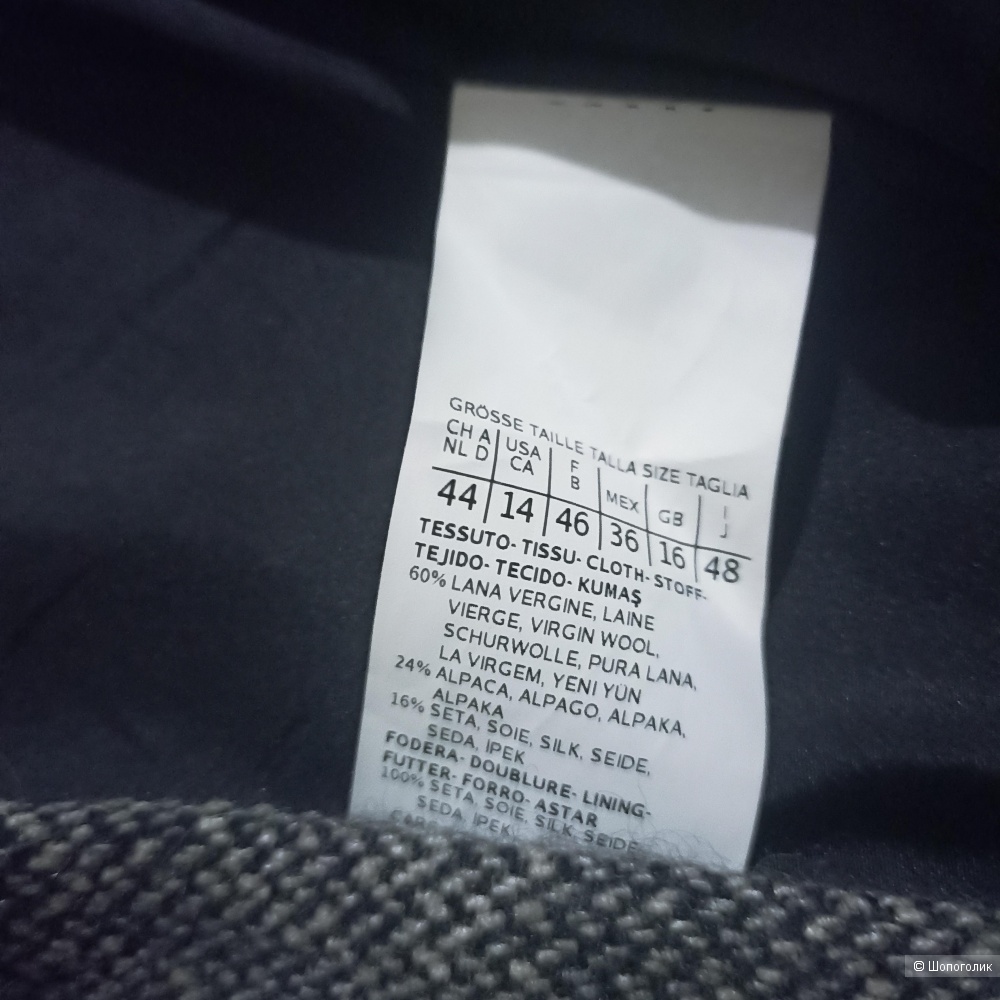 GRÖSSE TAILLE TALLA SIZE TAGLIA
CH A USA F MEX GB I
NL D CA B J
44 14 46 36 16 48
TESSUTO- TISSU- CLOTH- STOFF-
TEJIDO- TECIDO- KUMAŞ
60% LANA VERGINE, LAINE
VIERGE, VIRGIN WOOL,
SCHURWOLLE, PURA LANA,
LA VIRGEM, YENI YÜN
24% ALPACA, ALPAGO, ALPAKA,
ALPAKA
16% SETA, SOIE, SILK, SEIDE,
SEDA, IPEK
FODERA- DOUBLURE- LINING-
FUTTER- FORRO- ASTAR
100% SETA, SOIE, SILK, SEIDE
SEDA, IPEK
© Шопоголик